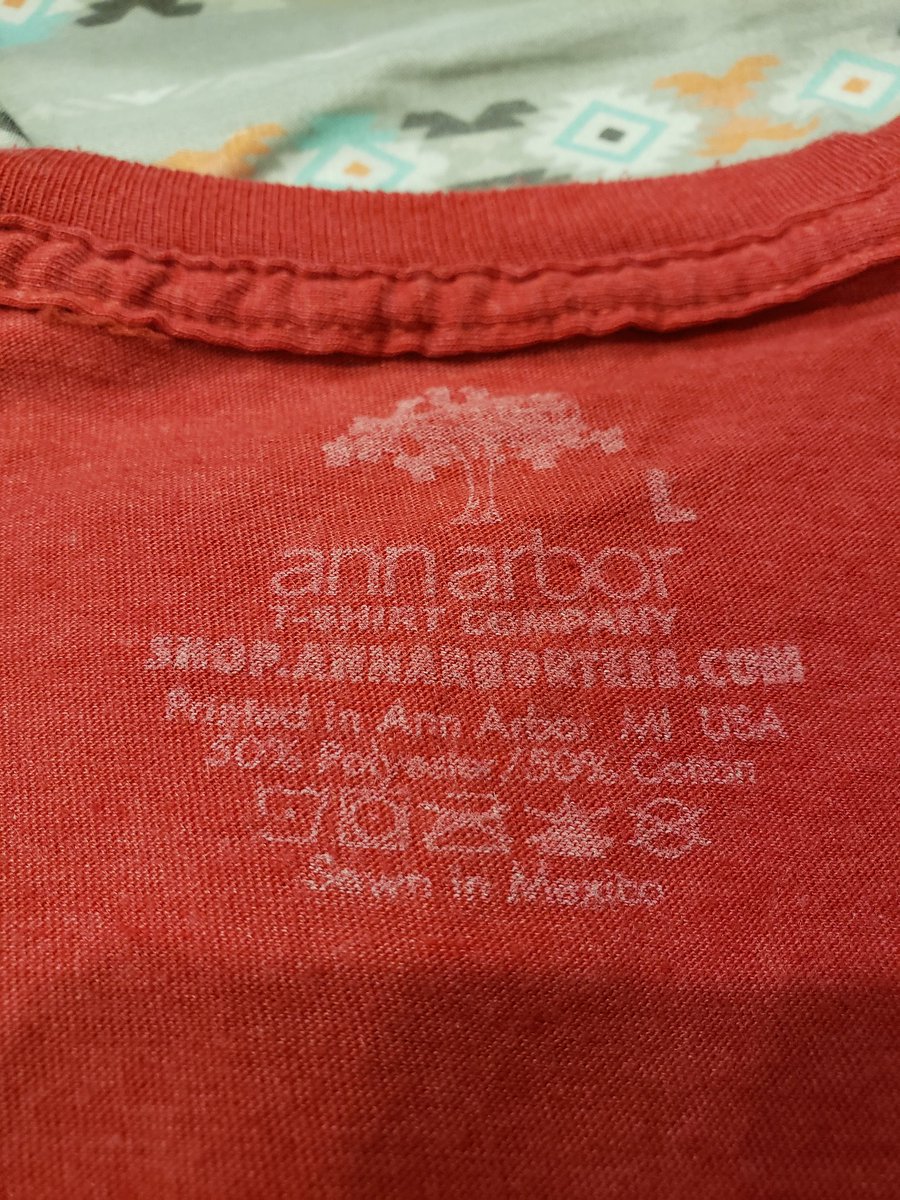 L
ann arbor
T-SHIRT COMPANY
SHOP.ANNARBORTEES.COM
Printed in Ann Arbor, MI USA
50% Polyester/50% Cotton
Sewn in Mexico